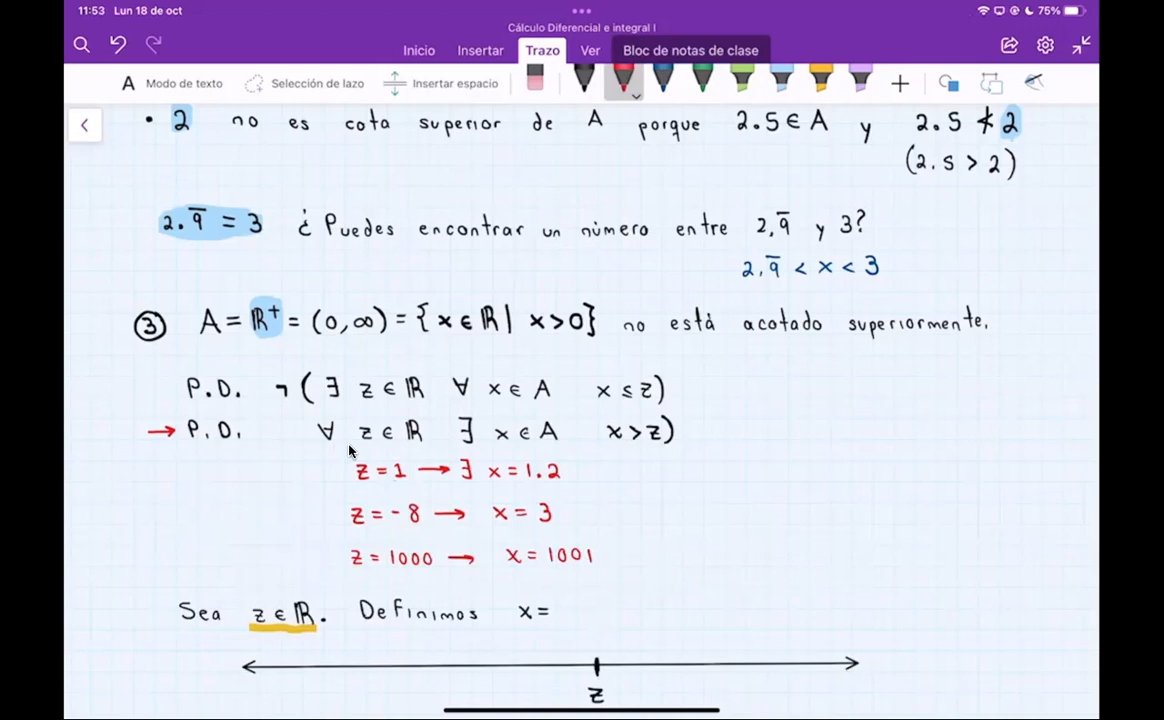 11:53 Lun 18 de oct
75%
Cálculo Diferencial e integral I
Inicio Insertar Trazo Ver Bloc de notas de clase
A Modo de texto Selección de lazo Insertar espacio
• 2 no es cota superior de A porque 2.5 ∈ A y 2.5 ≮ 2
(2.5 > 2)
2.9̅ = 3 ¿Puedes encontrar un número entre 2,9̅ y 3?
2,9̅ < x < 3
③ A = ℝ⁺ = (0,∞) = {x ∈ ℝ | x>0} no está acotado superiormente.
P.D. ¬(∃ z ∈ ℝ ∀ x ∈ A x ≤ z)
→ P.D. ∀ z ∈ ℝ ∃ x ∈ A x > z)
z = 1 → ∃ x = 1.2
z = -8 → x = 3
z = 1000 → x = 1001
Sea z ∈ ℝ. Definimos x =
z